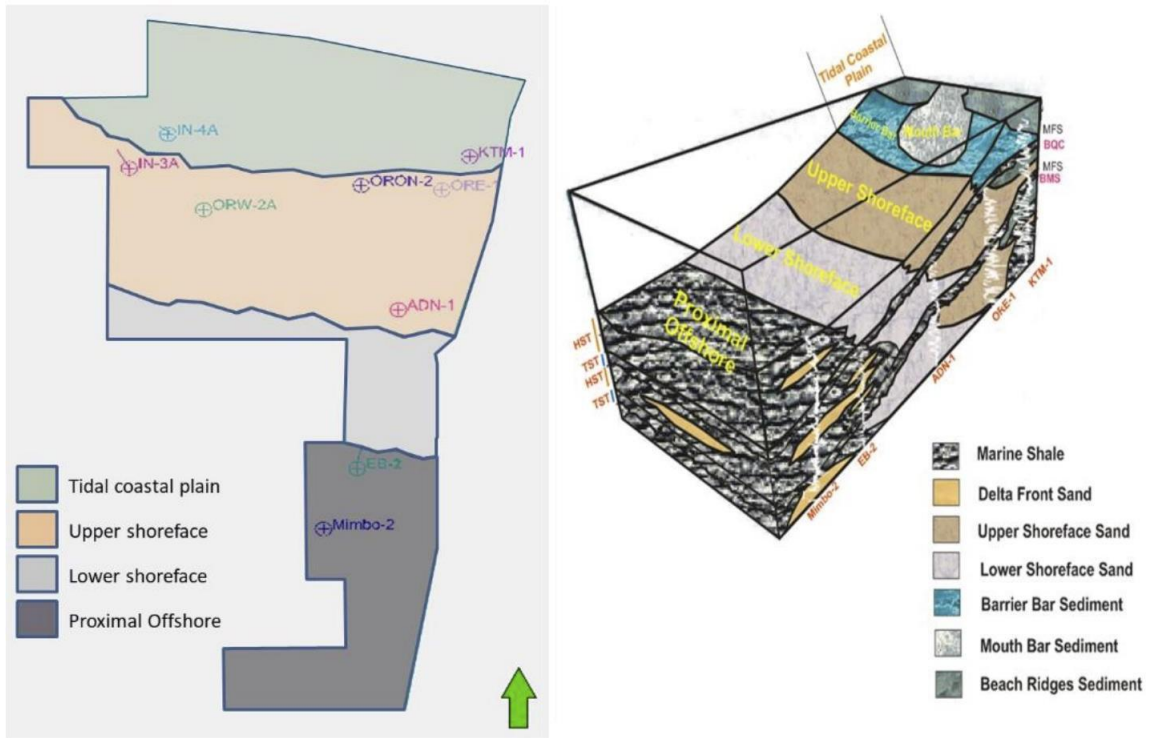 IN-4A
KTM-1
IN-3A
ORON-2
ORE-1
ORW-2A
ADN-1
EB-2
Mimbo-2
Tidal coastal plain
Upper shoreface
Lower shoreface
Proximal Offshore
Tidal Coastal
Plain
Barrier Bar
Mouth Bar
MFS
BQC
MFS
BMS
Upper Shoreface
Lower Shoreface
Proximal
Offshore
HST
TST
HST
TST
KTM-1
ORE-1
ADN-1
EB-2
Mimbo-2
Marine Shale
Delta Front Sand
Upper Shoreface Sand
Lower Shoreface Sand
Barrier Bar Sediment
Mouth Bar Sediment
Beach Ridges Sediment